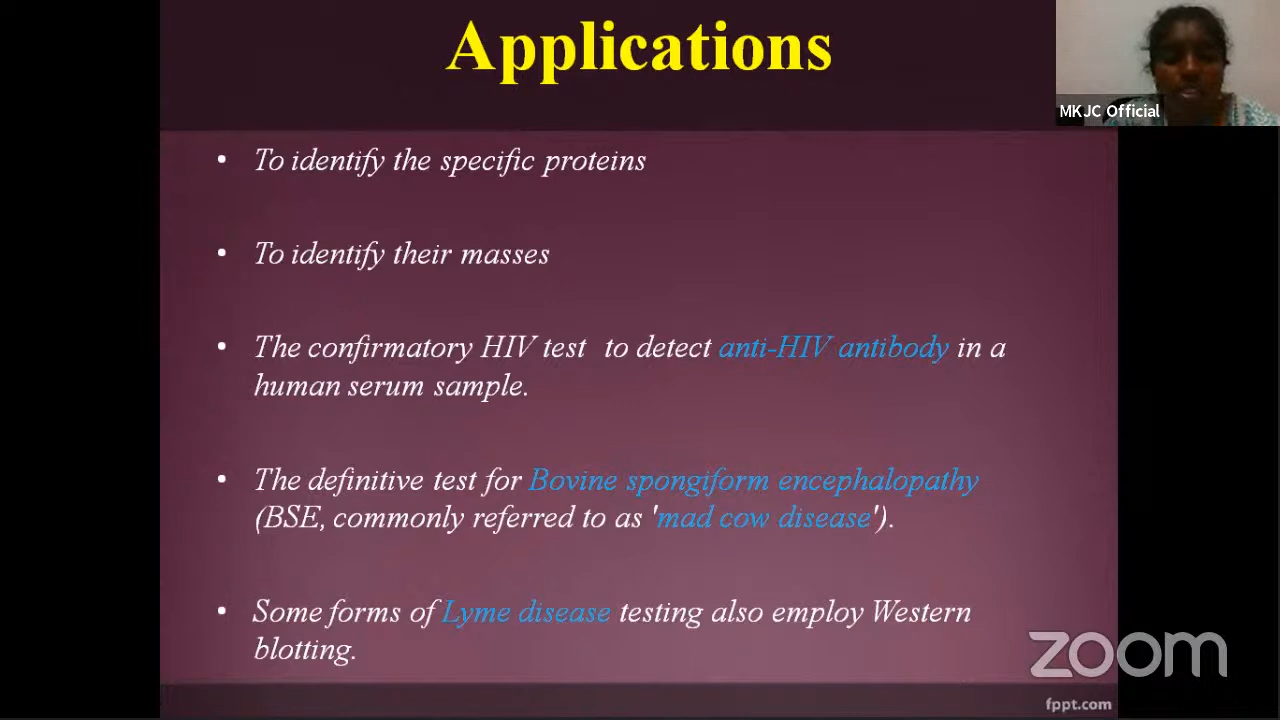 Applications
MKJC Official
• To identify the specific proteins
• To identify their masses
• The confirmatory HIV test to detect anti-HIV antibody in a
human serum sample.
• The definitive test for Bovine spongiform encephalopathy
(BSE, commonly referred to as 'mad cow disease').
• Some forms of Lyme disease testing also employ Western
blotting.
zoom
fppt.com